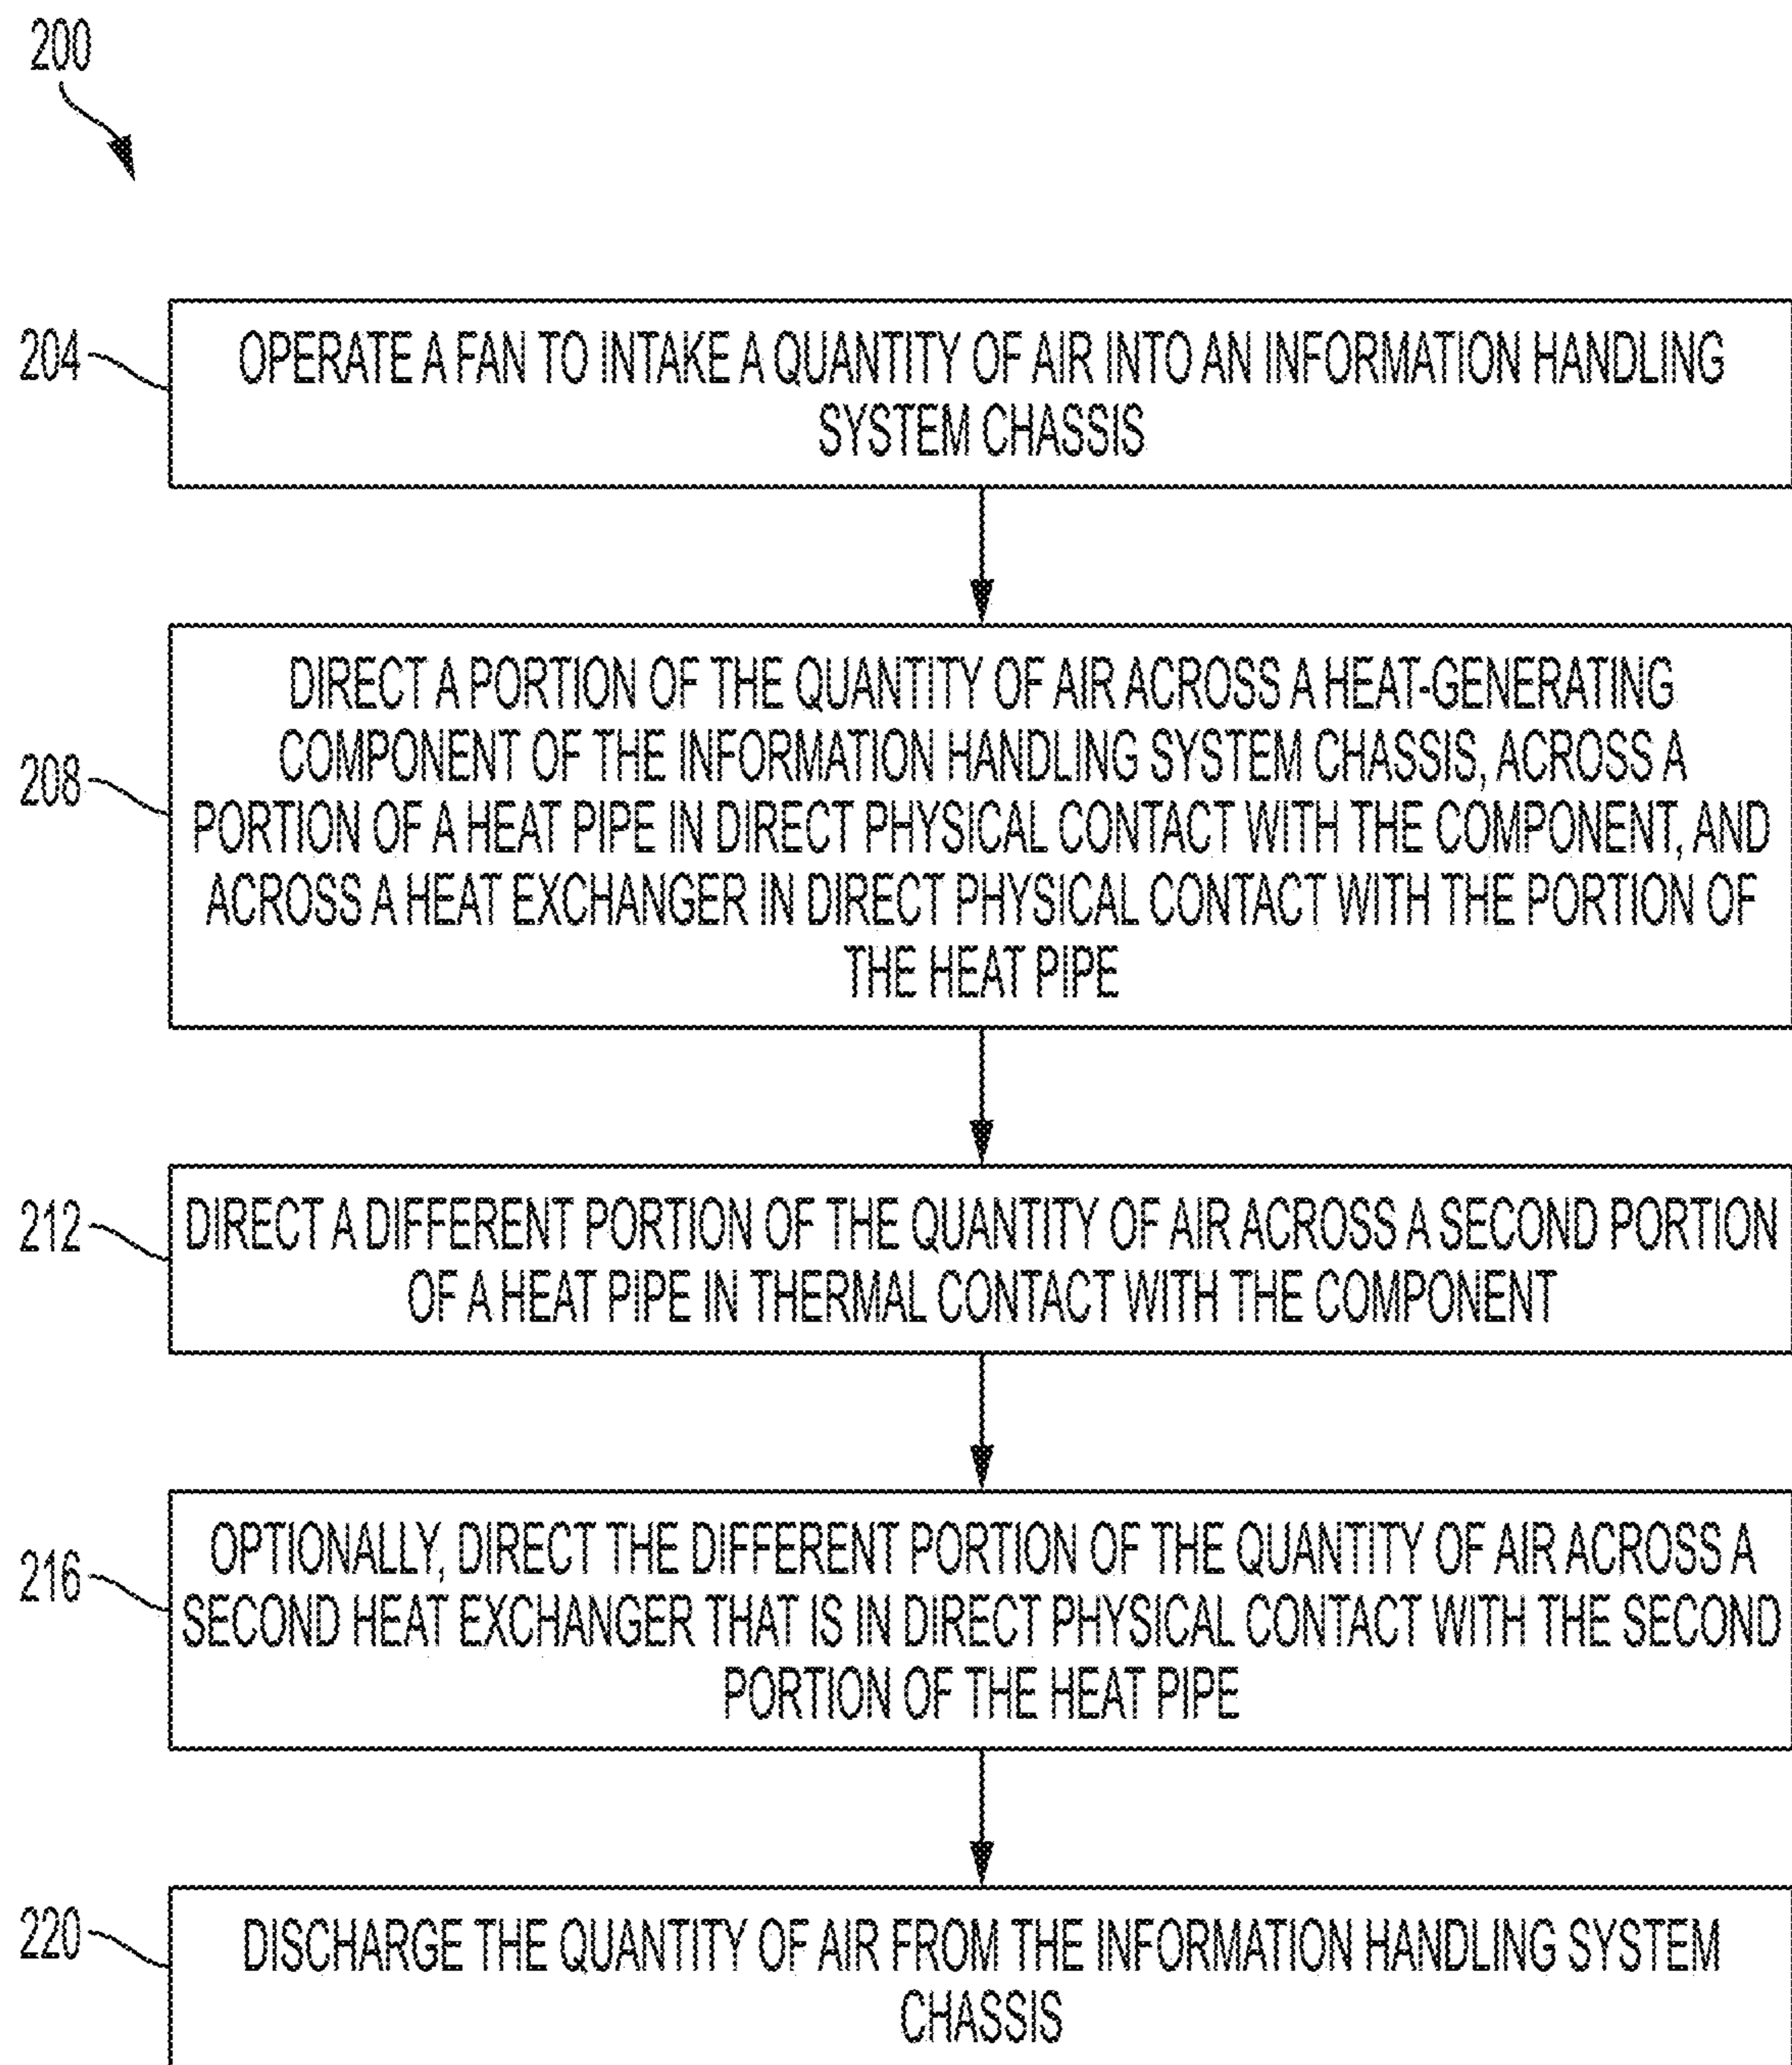 200
204
OPERATE A FAN TO INTAKE A QUANTITY OF AIR INTO AN INFORMATION HANDLING
SYSTEM CHASSIS
208
DIRECT A PORTION OF THE QUANTITY OF AIR ACROSS A HEAT-GENERATING
COMPONENT OF THE INFORMATION HANDLING SYSTEM CHASSIS, ACROSS A
PORTION OF A HEAT PIPE IN DIRECT PHYSICAL CONTACT WITH THE COMPONENT, AND
ACROSS A HEAT EXCHANGER IN DIRECT PHYSICAL CONTACT WITH THE PORTION OF
THE HEAT PIPE
212
DIRECT A DIFFERENT PORTION OF THE QUANTITY OF AIR ACROSS A SECOND PORTION
OF A HEAT PIPE IN THERMAL CONTACT WITH THE COMPONENT
216
OPTIONALLY, DIRECT THE DIFFERENT PORTION OF THE QUANTITY OF AIR ACROSS A
SECOND HEAT EXCHANGER THAT IS IN DIRECT PHYSICAL CONTACT WITH THE SECOND
PORTION OF THE HEAT PIPE
220
DISCHARGE THE QUANTITY OF AIR FROM THE INFORMATION HANDLING SYSTEM
CHASSIS